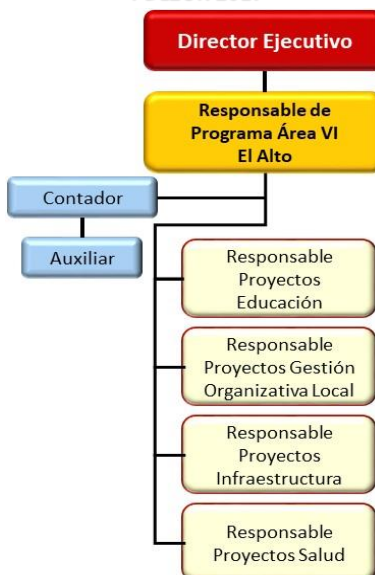 Director Ejecutivo
Responsable de
Programa Área VI
El Alto
Contador
Auxiliar
Responsable
Proyectos
Educación
Responsable
Proyectos Gestión
Organizativa Local
Responsable
Proyectos
Infraestructura
Responsable
Proyectos Salud